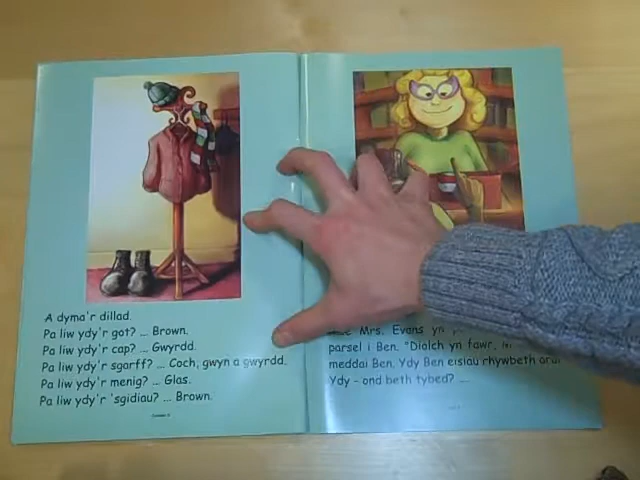 A dyma'r dillad.
Pa liw ydy'r got? ... Brown.
Pa liw ydy'r cap? ... Gwyrdd.
Pa liw ydy'r sgarff? ... Coch, gwyn a gwyrdd.
Pa liw ydy'r menig? ... Glas.
Pa liw ydy'r 'sgidiau? ... Brown.
Mrs. Evans yn
parsel i Ben. "Diolch yn fawr,
meddai Ben. Ydy Ben eisiau rhywbeth arall
Ydy - ond beth tybed? ...